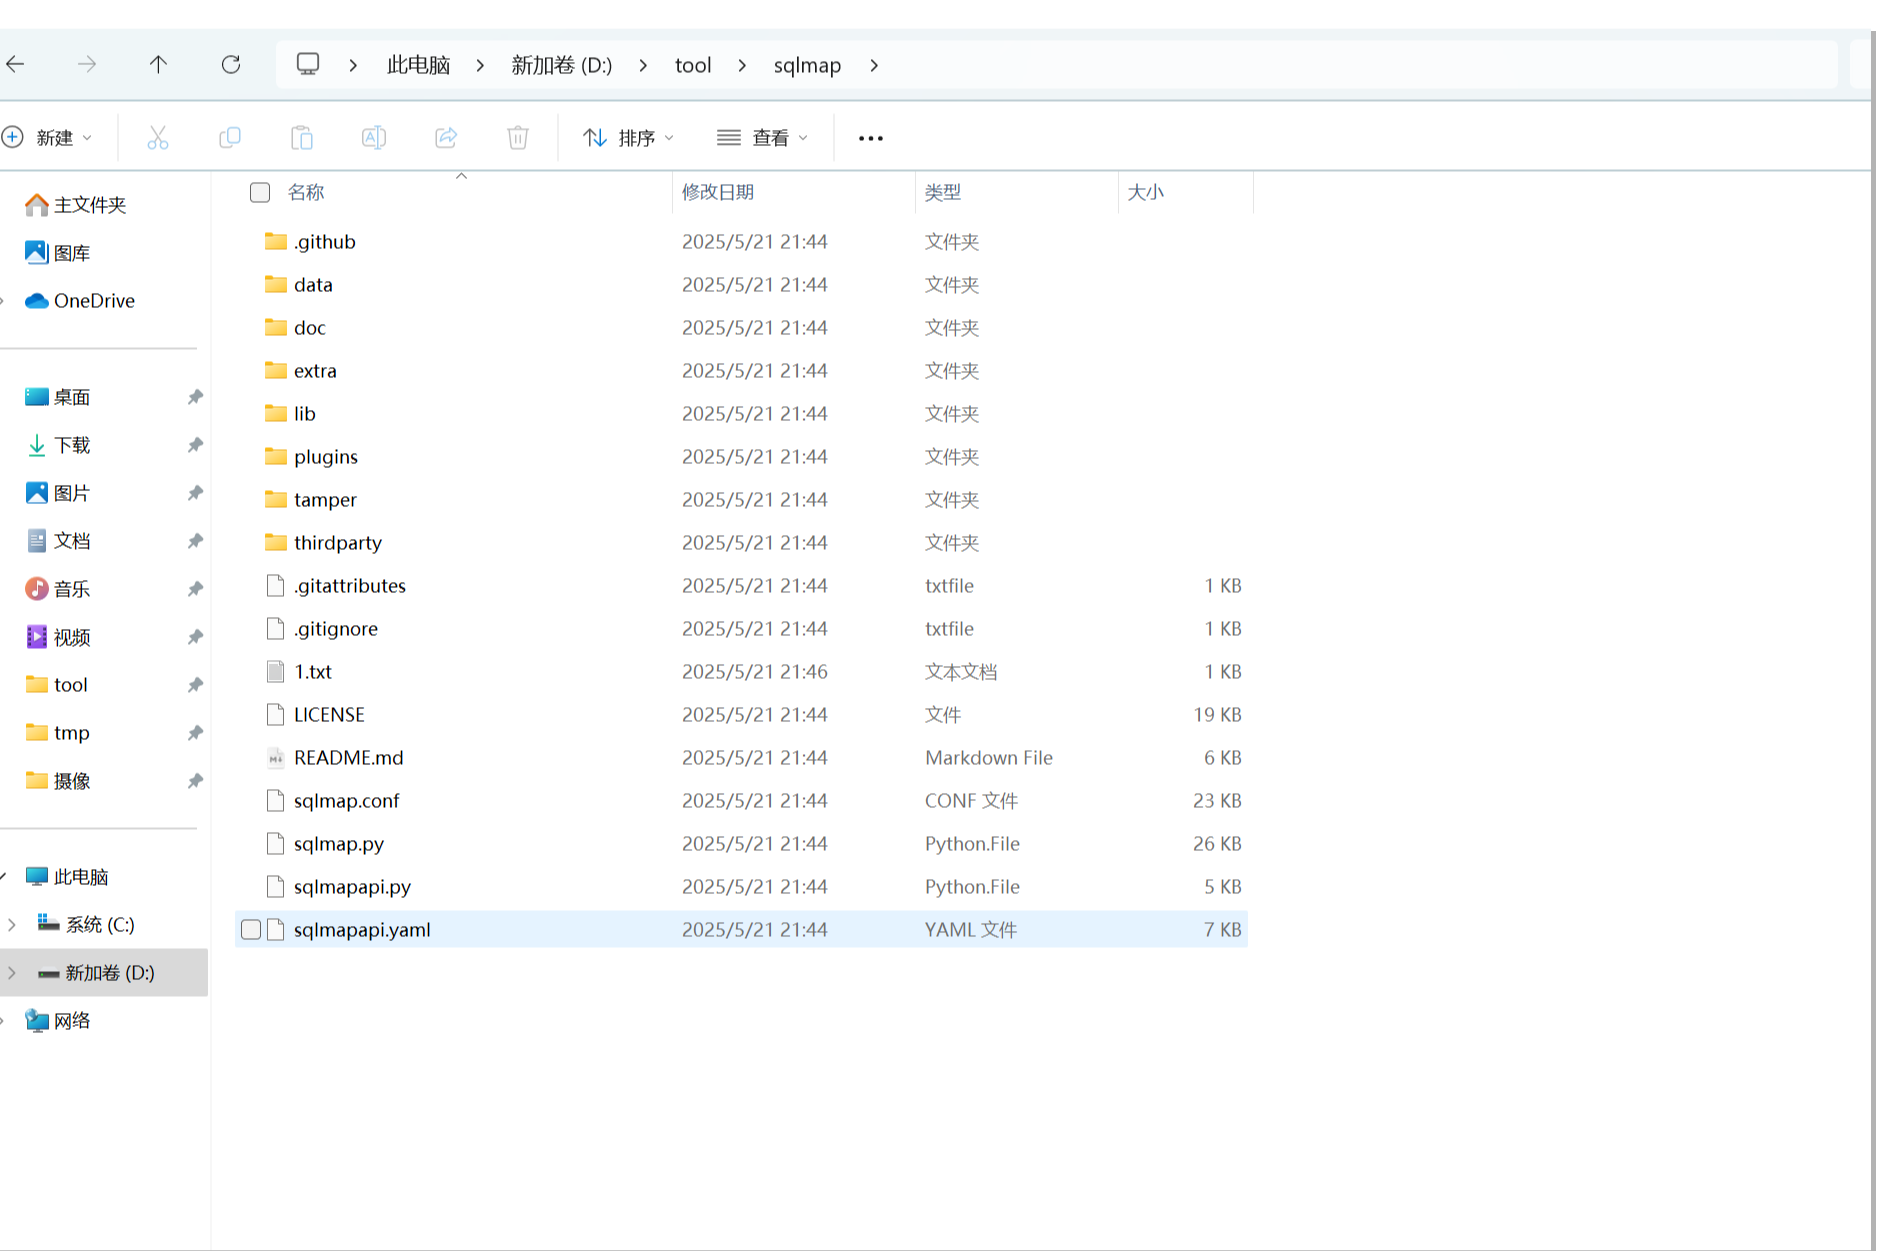 此电脑 新加卷 (D:) tool sqlmap
新建 排序 查看
主文件夹
图库
OneDrive
桌面
下载
图片
文档
音乐
视频
tool
tmp
摄像
此电脑
系统 (C:)
新加卷 (D:)
网络
名称 修改日期 类型 大小
.github 2025/5/21 21:44 文件夹
data 2025/5/21 21:44 文件夹
doc 2025/5/21 21:44 文件夹
extra 2025/5/21 21:44 文件夹
lib 2025/5/21 21:44 文件夹
plugins 2025/5/21 21:44 文件夹
tamper 2025/5/21 21:44 文件夹
thirdparty 2025/5/21 21:44 文件夹
.gitattributes 2025/5/21 21:44 txtfile 1 KB
.gitignore 2025/5/21 21:44 txtfile 1 KB
1.txt 2025/5/21 21:46 文本文档 1 KB
LICENSE 2025/5/21 21:44 文件 19 KB
README.md 2025/5/21 21:44 Markdown File 6 KB
sqlmap.conf 2025/5/21 21:44 CONF 文件 23 KB
sqlmap.py 2025/5/21 21:44 Python.File 26 KB
sqlmapapi.py 2025/5/21 21:44 Python.File 5 KB
sqlmapapi.yaml 2025/5/21 21:44 YAML 文件 7 KB